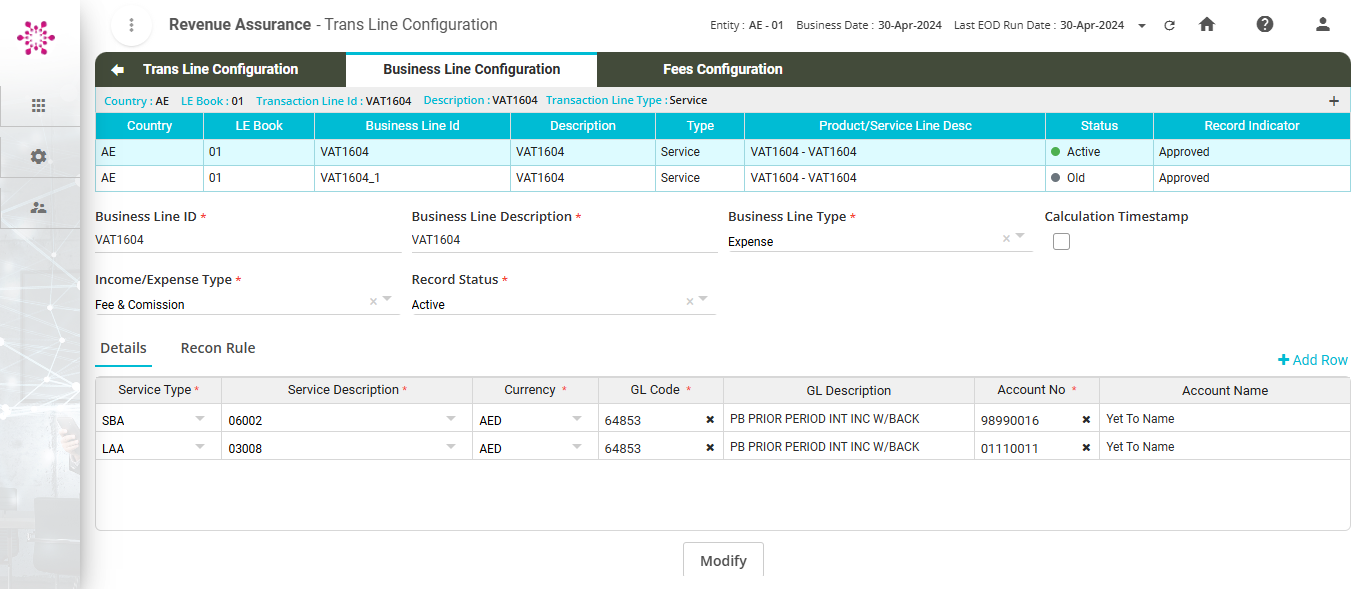 Revenue Assurance - Trans Line Configuration
Entity : AE - 01 Business Date : 30-Apr-2024 Last EOD Run Date : 30-Apr-2024
Trans Line Configuration Business Line Configuration Fees Configuration
Country : AE LE Book : 01 Transaction Line Id : VAT1604 Description : VAT1604 Transaction Line Type : Service
Country LE Book Business Line Id Description Type Product/Service Line Desc Status Record Indicator
AE 01 VAT1604 VAT1604 Service VAT1604 - VAT1604 Active Approved
AE 01 VAT1604_1 VAT1604 Service VAT1604 - VAT1604 Old Approved
Business Line ID * Business Line Description * Business Line Type * Calculation Timestamp
VAT1604 VAT1604 Expense
Income/Expense Type * Record Status *
Fee & Comission Active
Details Recon Rule
+ Add Row
Service Type * Service Description * Currency * GL Code * GL Description Account No * Account Name
SBA 06002 AED 64853 PB PRIOR PERIOD INT INC W/BACK 98990016 Yet To Name
LAA 03008 AED 64853 PB PRIOR PERIOD INT INC W/BACK 01110011 Yet To Name
Modify